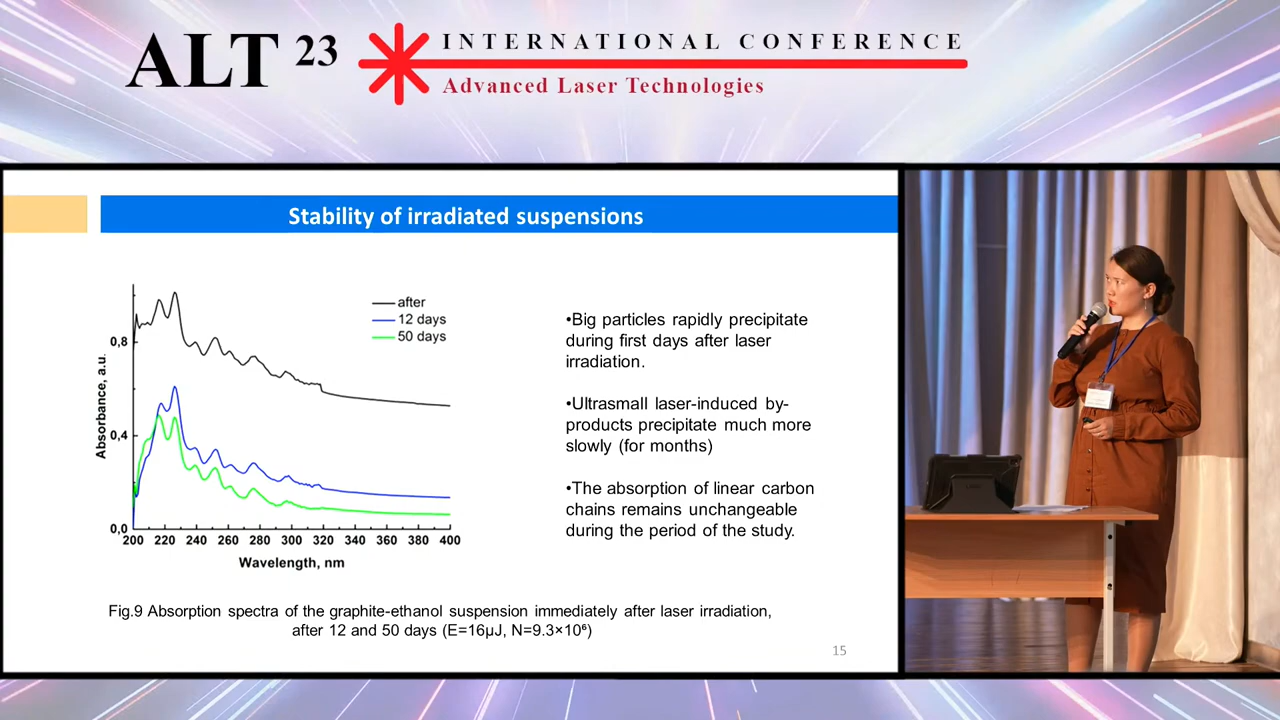 ALT 23
INTERNATIONAL CONFERENCE
Advanced Laser Technologies
Stability of irradiated suspensions
after
12 days
50 days
Absorbance, a.u.
0,8
0,4
0,0
200 220 240 260 280 300 320 340 360 380 400
Wavelength, nm
•Big particles rapidly precipitate
during first days after laser
irradiation.
•Ultrasmall laser-induced by-
products precipitate much more
slowly (for months)
•The absorption of linear carbon
chains remains unchangeable
during the period of the study.
Fig.9 Absorption spectra of the graphite-ethanol suspension immediately after laser irradiation,
after 12 and 50 days (E=16µJ, N=9.3×10⁶)
15